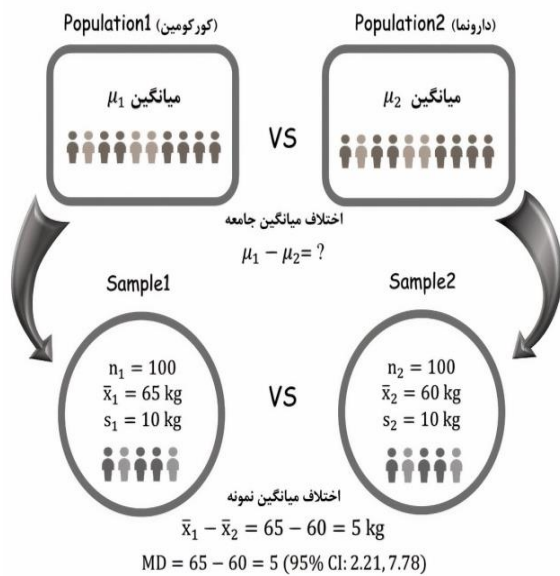 Population1 (کورکومین)
Population2 (دارونما)
میانگین μ₁
VS
میانگین μ₂
اختلاف میانگین جامعه
μ₁ − μ₂= ?
Sample1
Sample2
n₁ = 100
x̄₁ = 65 kg
s₁ = 10 kg
VS
n₂ = 100
x̄₂ = 60 kg
s₂ = 10 kg
اختلاف میانگین نمونه
x̄₁ − x̄₂ = 65 − 60 = 5 kg
MD = 65 − 60 = 5 (95% CI: 2.21, 7.78)